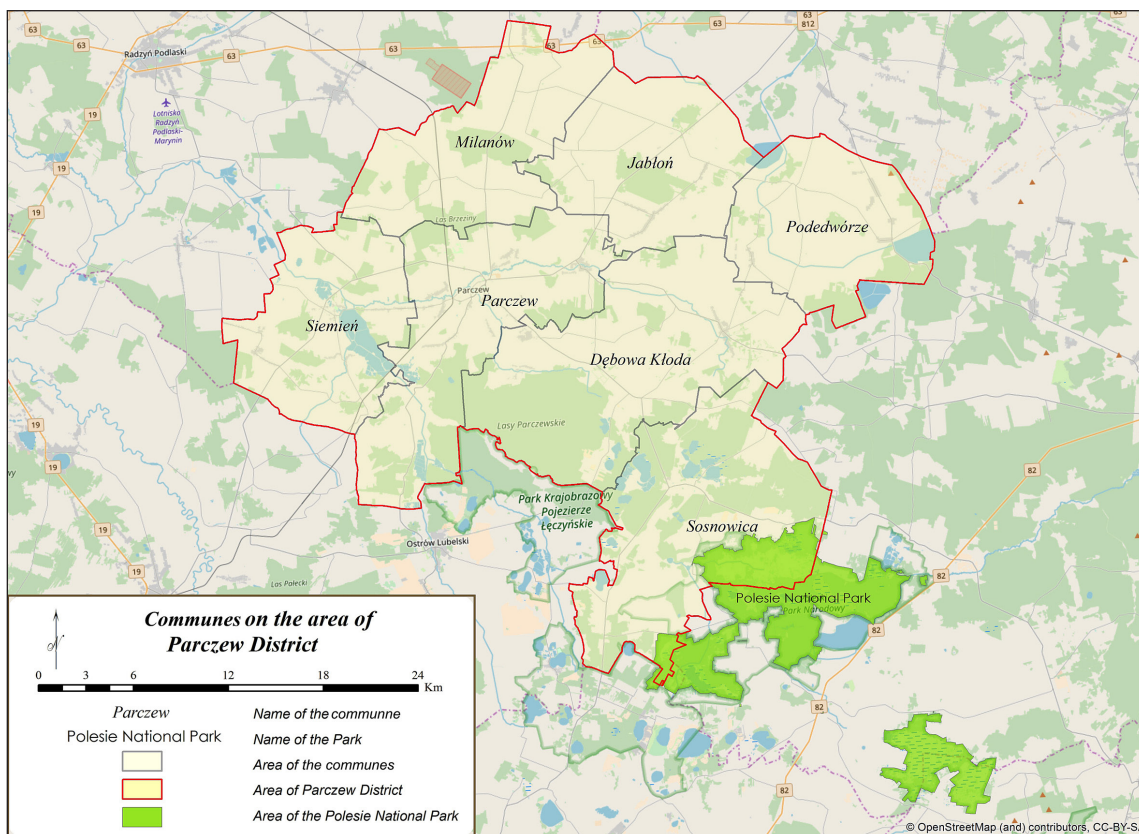 63
63
63
63
812
Radzyń Podlaski
Lotniska
Radzyń
Podlaski-
Marynin
19
19
19
19
Milanów
Jabłoń
Podedwórze
Las Brzeziny
Parczew
Parczew
Siemień
Dębowa Kłoda
Lasy Parczewskie
Park Krajobrazowy
Pojezierze
Łęczyńskie
Sosnowica
Ostrów Lubelski
Las Polecki
Polesie National Park
Park Narodowy
82
82
82
82
82
Communes on the area of
Parczew District
N
0 3 6 12 18 24
Km
Parczew Name of the communne
Polesie National Park Name of the Park
Area of the communes
Area of Parczew District
Area of the Polesie National Park
© OpenStreetMap (and) contributors, CC-BY-S